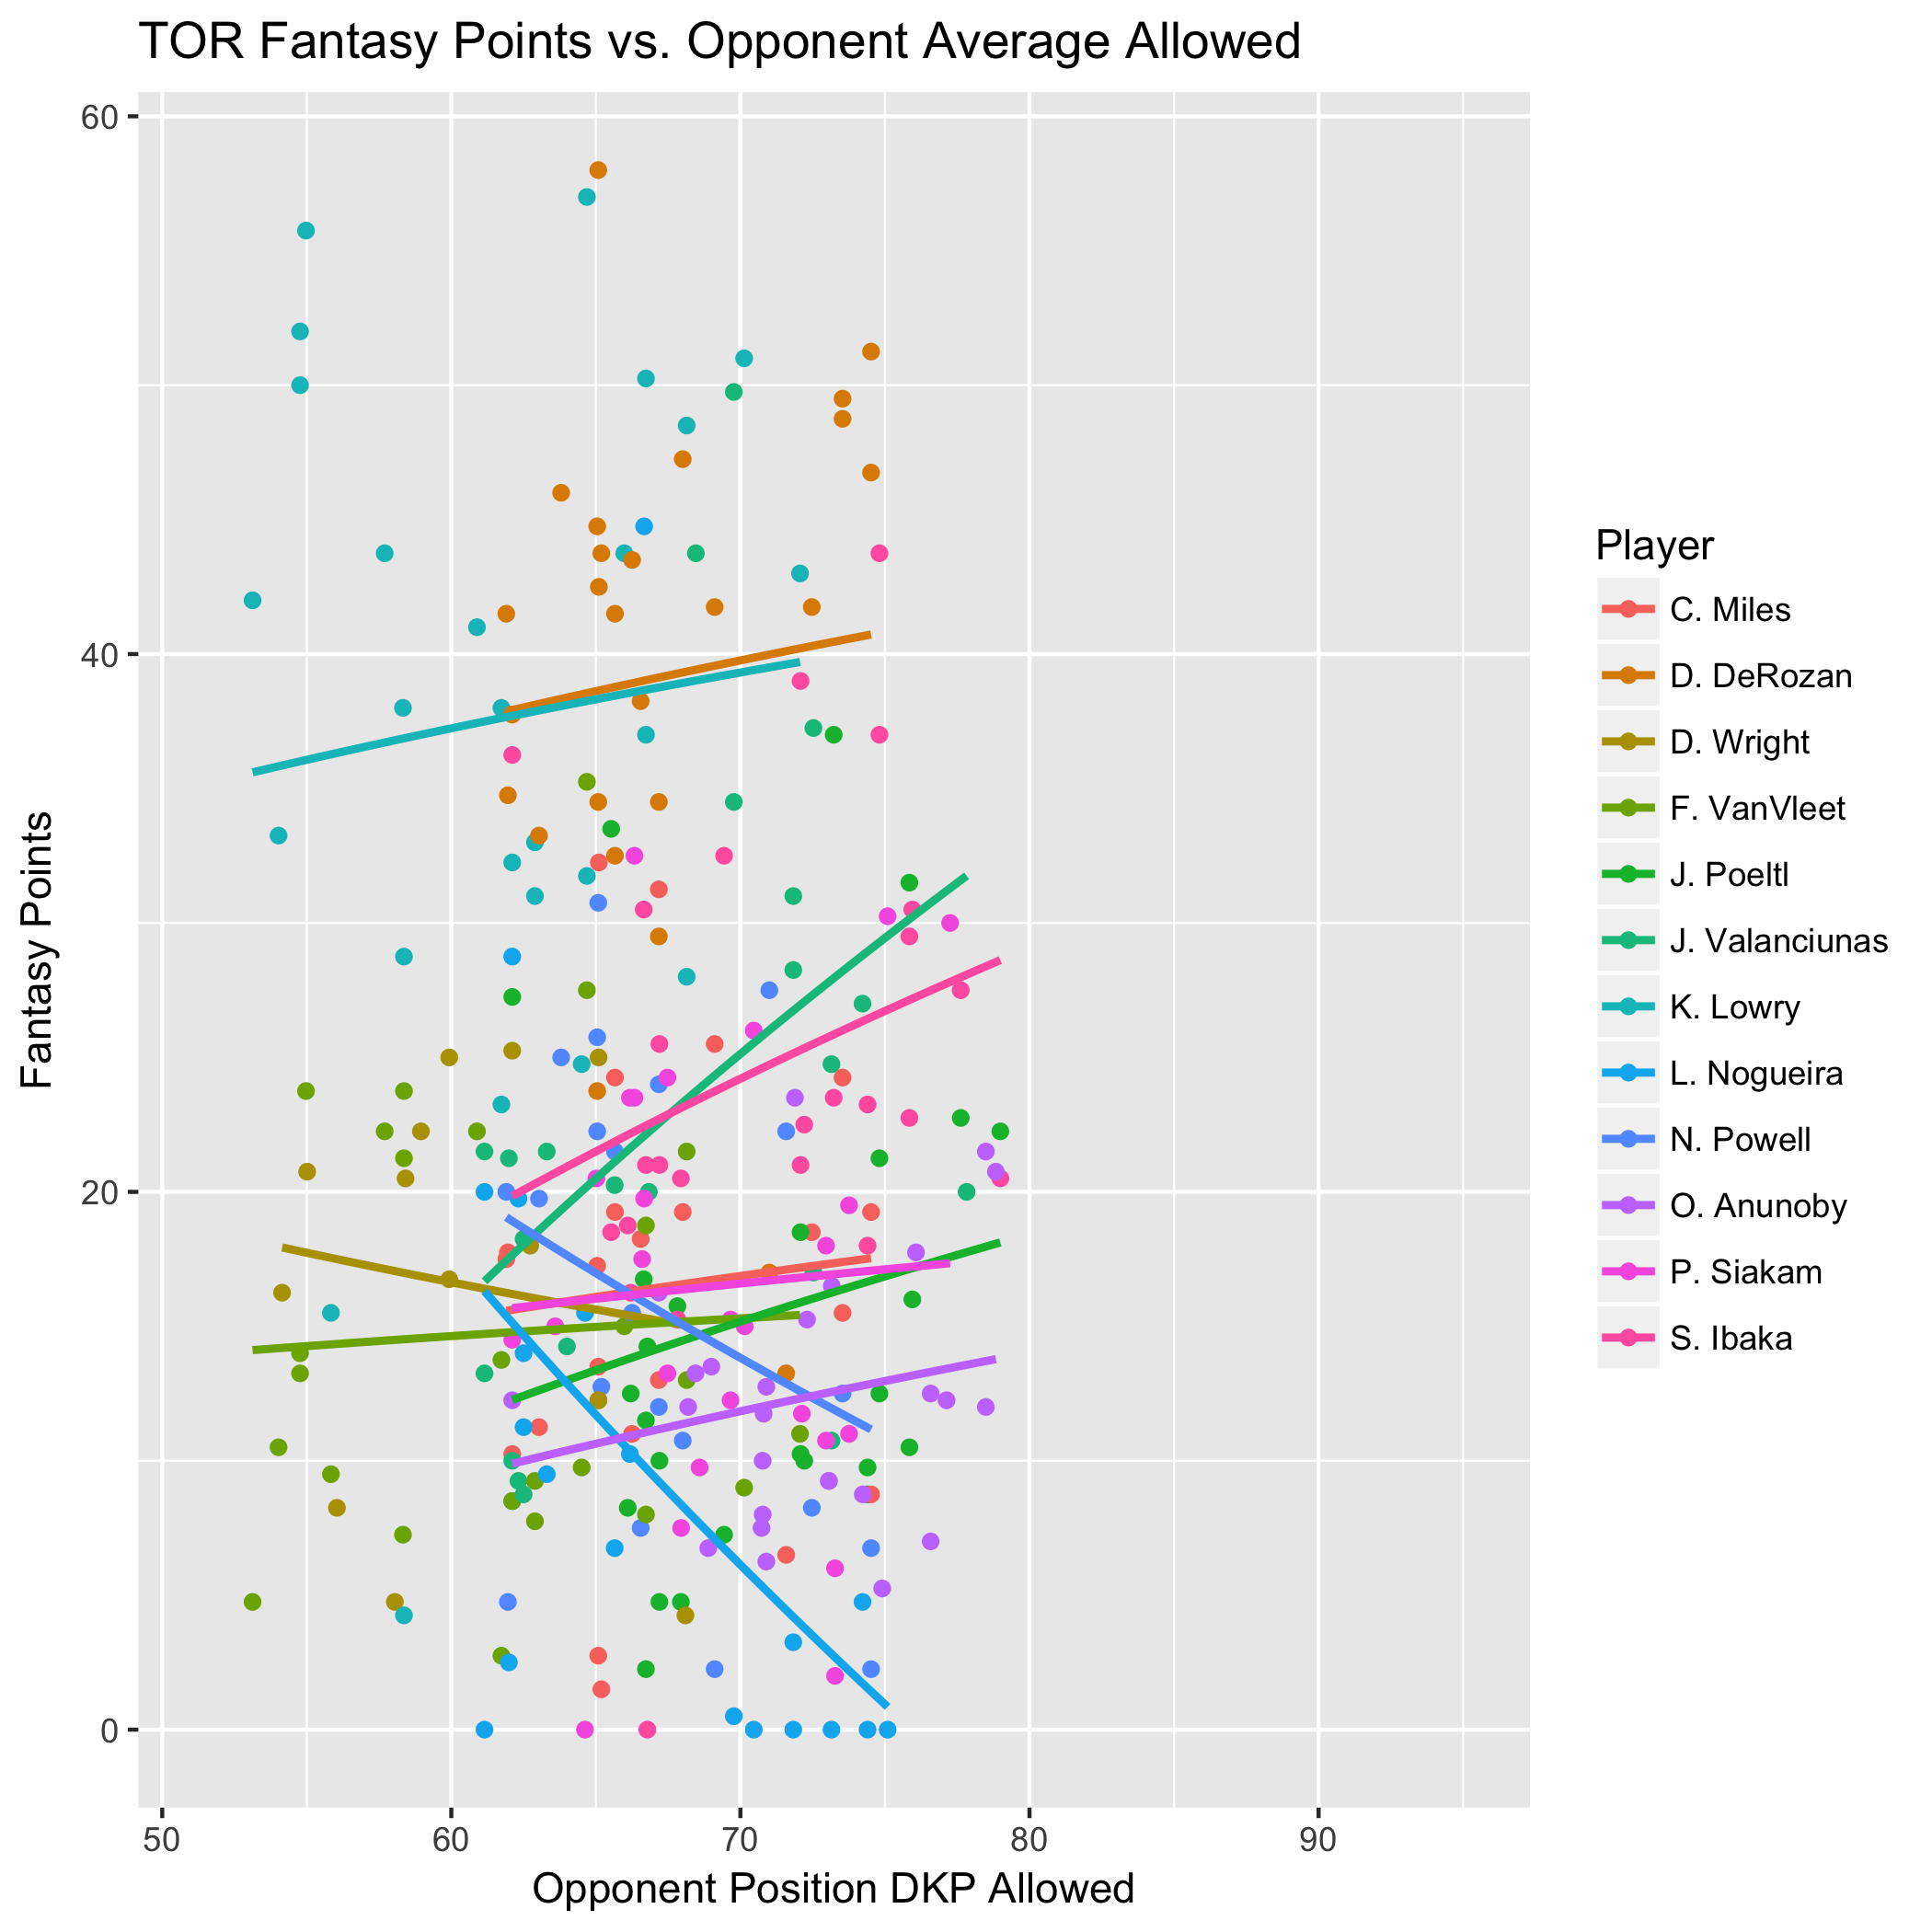 TOR Fantasy Points vs. Opponent Average Allowed
60
40
20
0
Fantasy Points
50
60
70
80
90
Opponent Position DKP Allowed
Player
C. Miles
D. DeRozan
D. Wright
F. VanVleet
J. Poeltl
J. Valanciunas
K. Lowry
L. Nogueira
N. Powell
O. Anunoby
P. Siakam
S. Ibaka